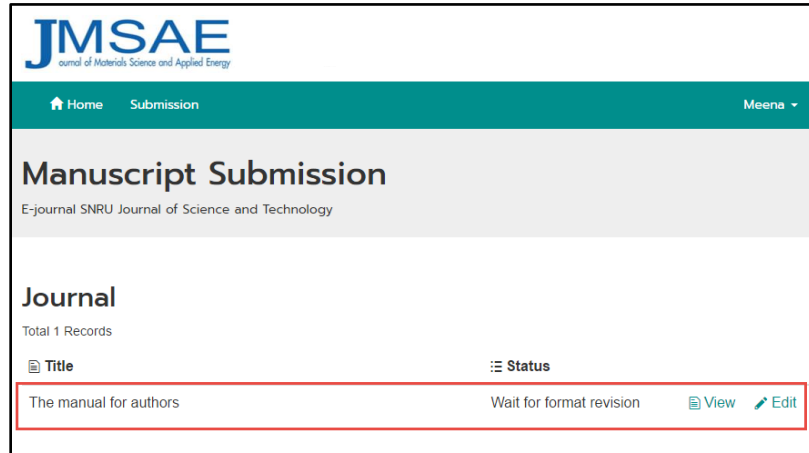 JMSAE
Journal of Materials Science and Applied Energy
Home Submission Meena
Manuscript Submission
E-journal SNRU Journal of Science and Technology
Journal
Total 1 Records
Title Status
The manual for authors Wait for format revision View Edit